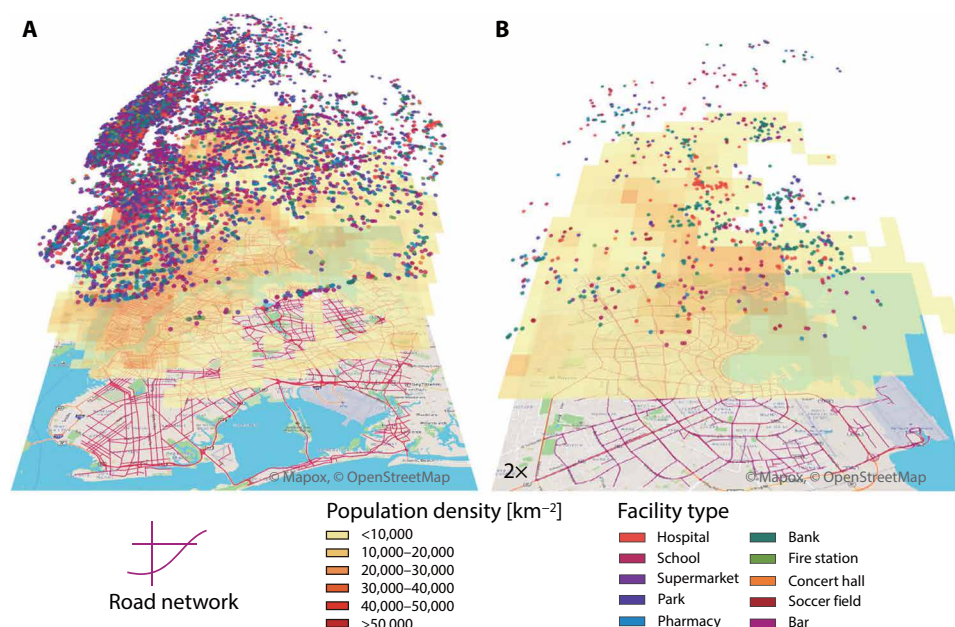 A
B
© Mapox, © OpenStreetMap
2×
© Mapox, © OpenStreetMap
Road network
Population density [km⁻²]
<10,000
10,000–20,000
20,000–30,000
30,000–40,000
40,000–50,000
>50,000
Facility type
Hospital
School
Supermarket
Park
Pharmacy
Bank
Fire station
Concert hall
Soccer field
Bar